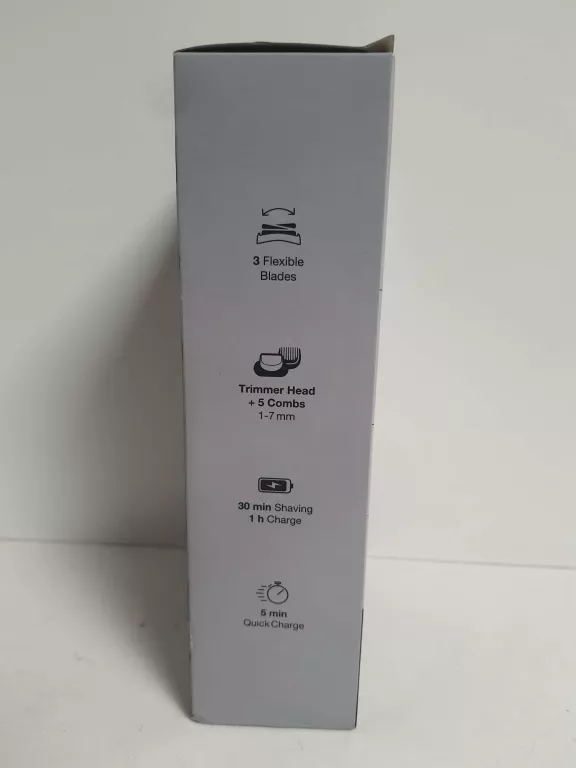 3 Flexible
Blades
Trimmer Head
+ 5 Combs
1-7 mm
30 min Shaving
1 h Charge
5 min
Quick Charge